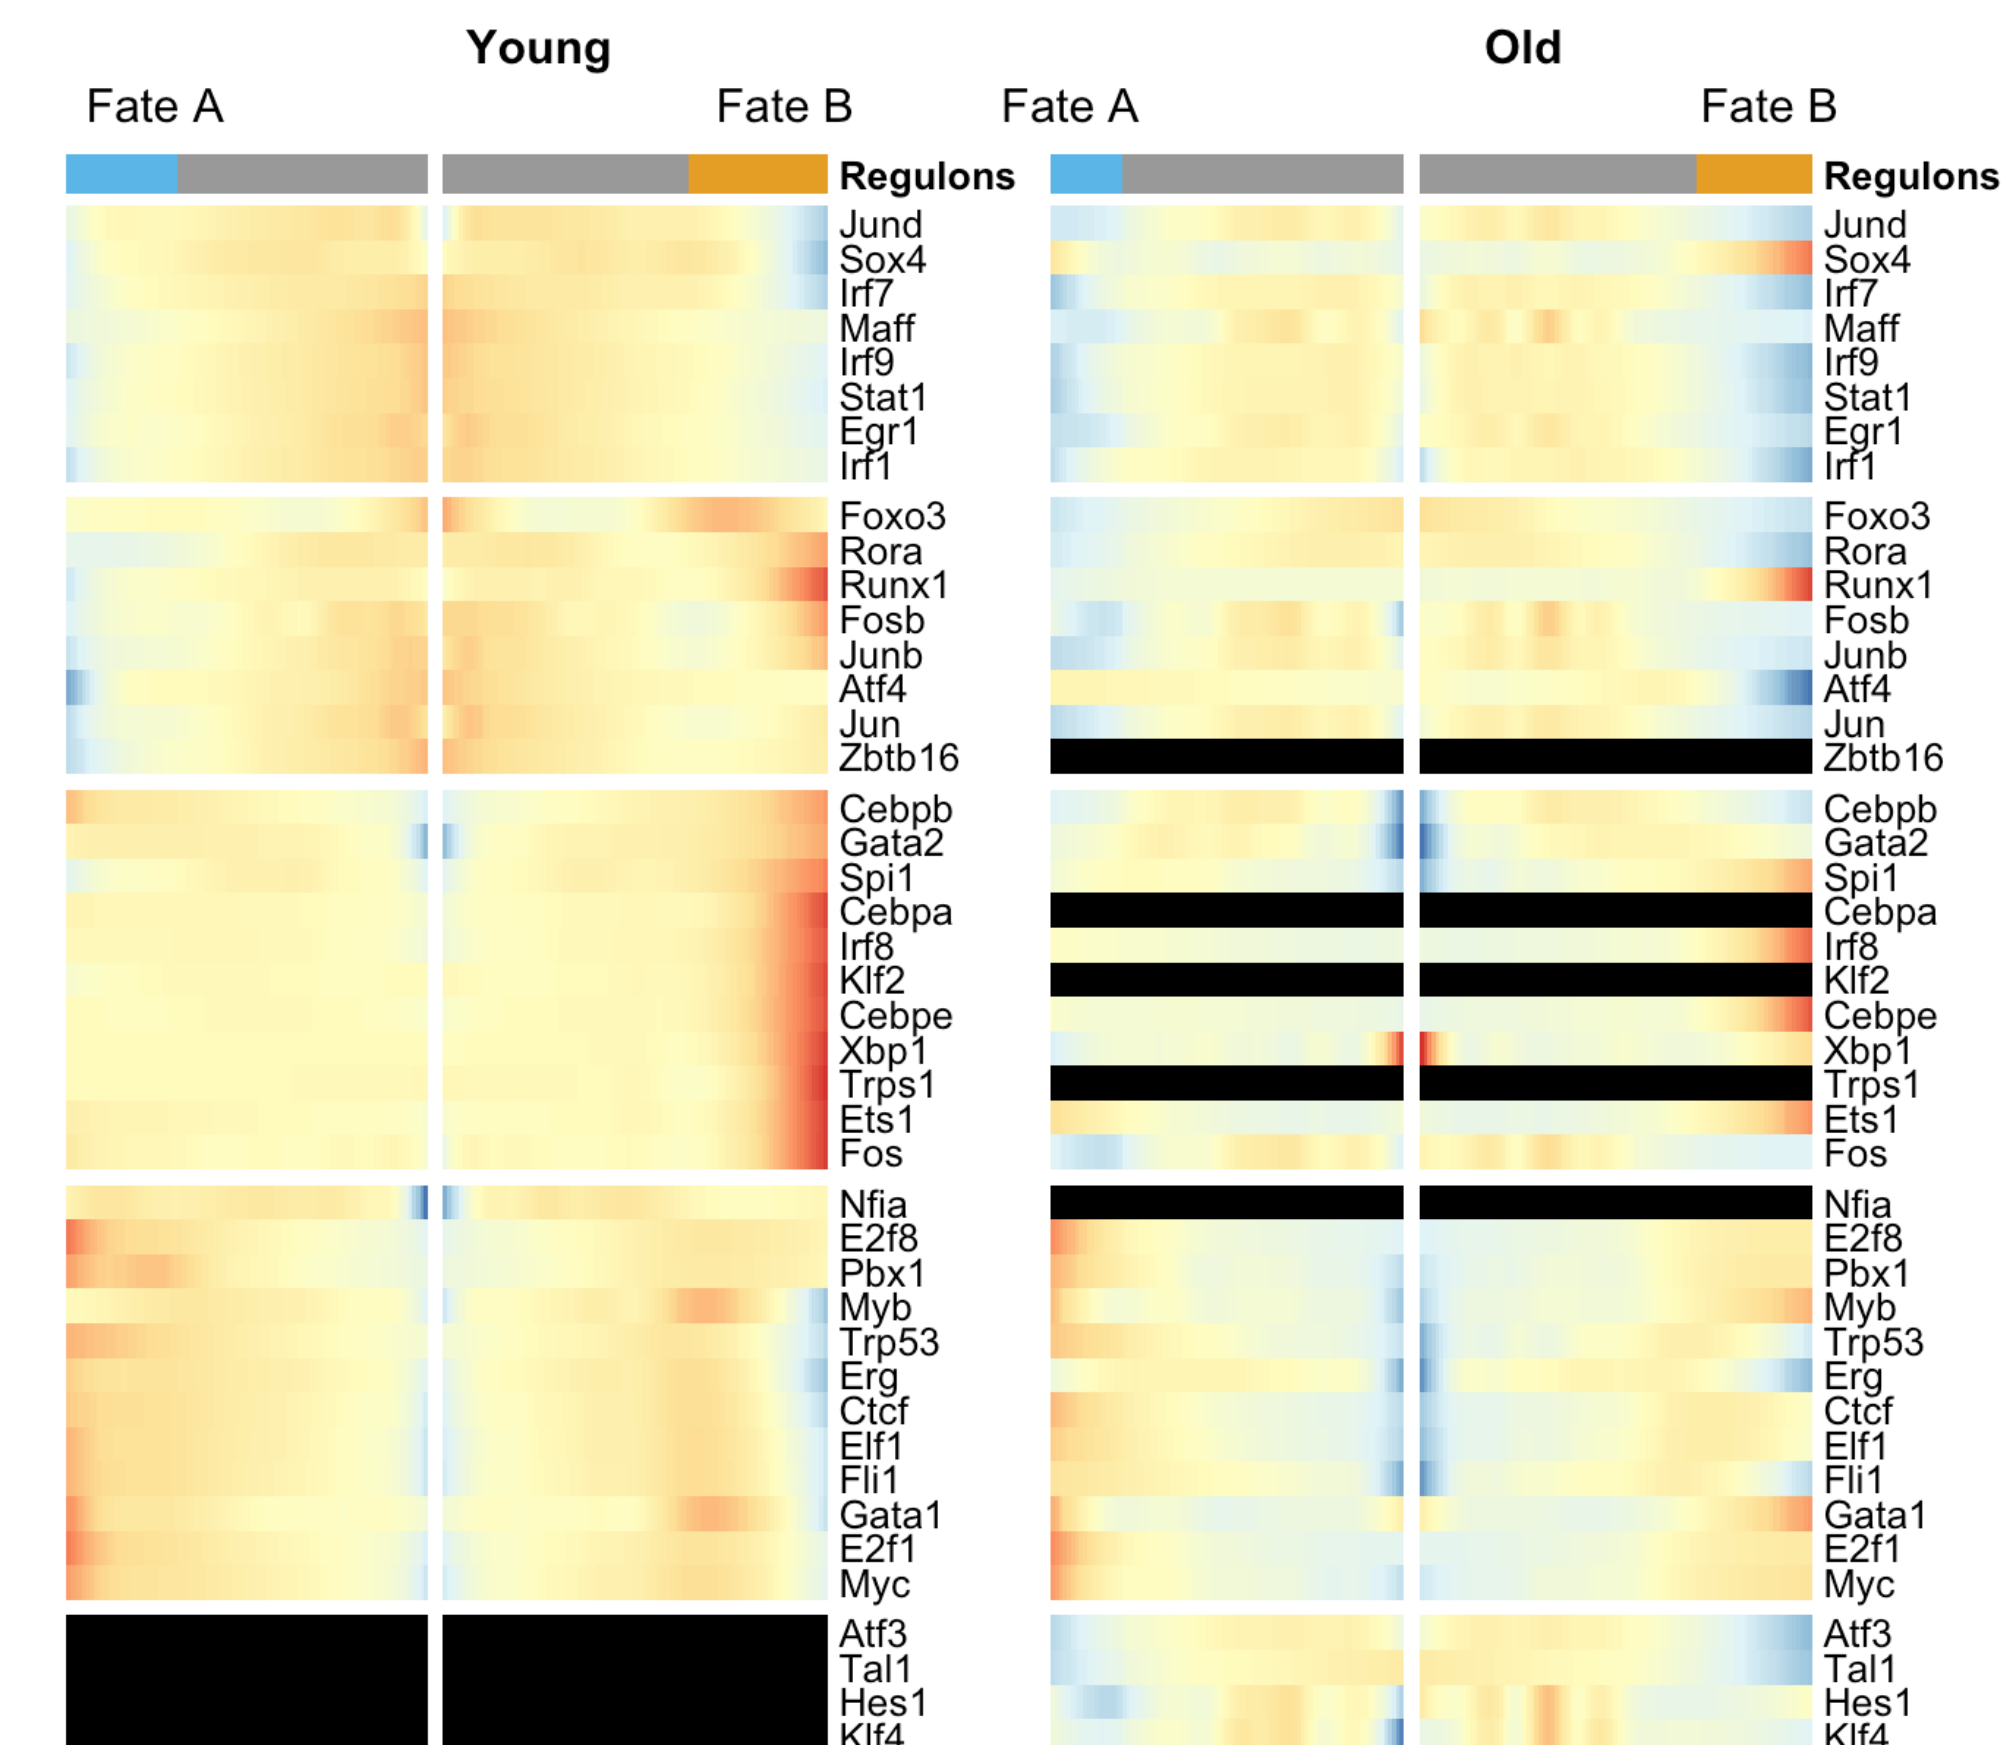 Young Old
Fate A Fate B Fate A Fate B
Regulons Regulons
Jund Jund
Sox4 Sox4
Irf7 Irf7
Maff Maff
Irf9 Irf9
Stat1 Stat1
Egr1 Egr1
Irf1 Irf1
Foxo3 Foxo3
Rora Rora
Runx1 Runx1
Fosb Fosb
Junb Junb
Atf4 Atf4
Jun Jun
Zbtb16 Zbtb16
Cebpb Cebpb
Gata2 Gata2
Spi1 Spi1
Cebpa Cebpa
Irf8 Irf8
Klf2 Klf2
Cebpe Cebpe
Xbp1 Xbp1
Trps1 Trps1
Ets1 Ets1
Fos Fos
Nfia Nfia
E2f8 E2f8
Pbx1 Pbx1
Myb Myb
Trp53 Trp53
Erg Erg
Ctcf Ctcf
Elf1 Elf1
Fli1 Fli1
Gata1 Gata1
E2f1 E2f1
Myc Myc
Atf3 Atf3
Tal1 Tal1
Hes1 Hes1
Klf4 Klf4